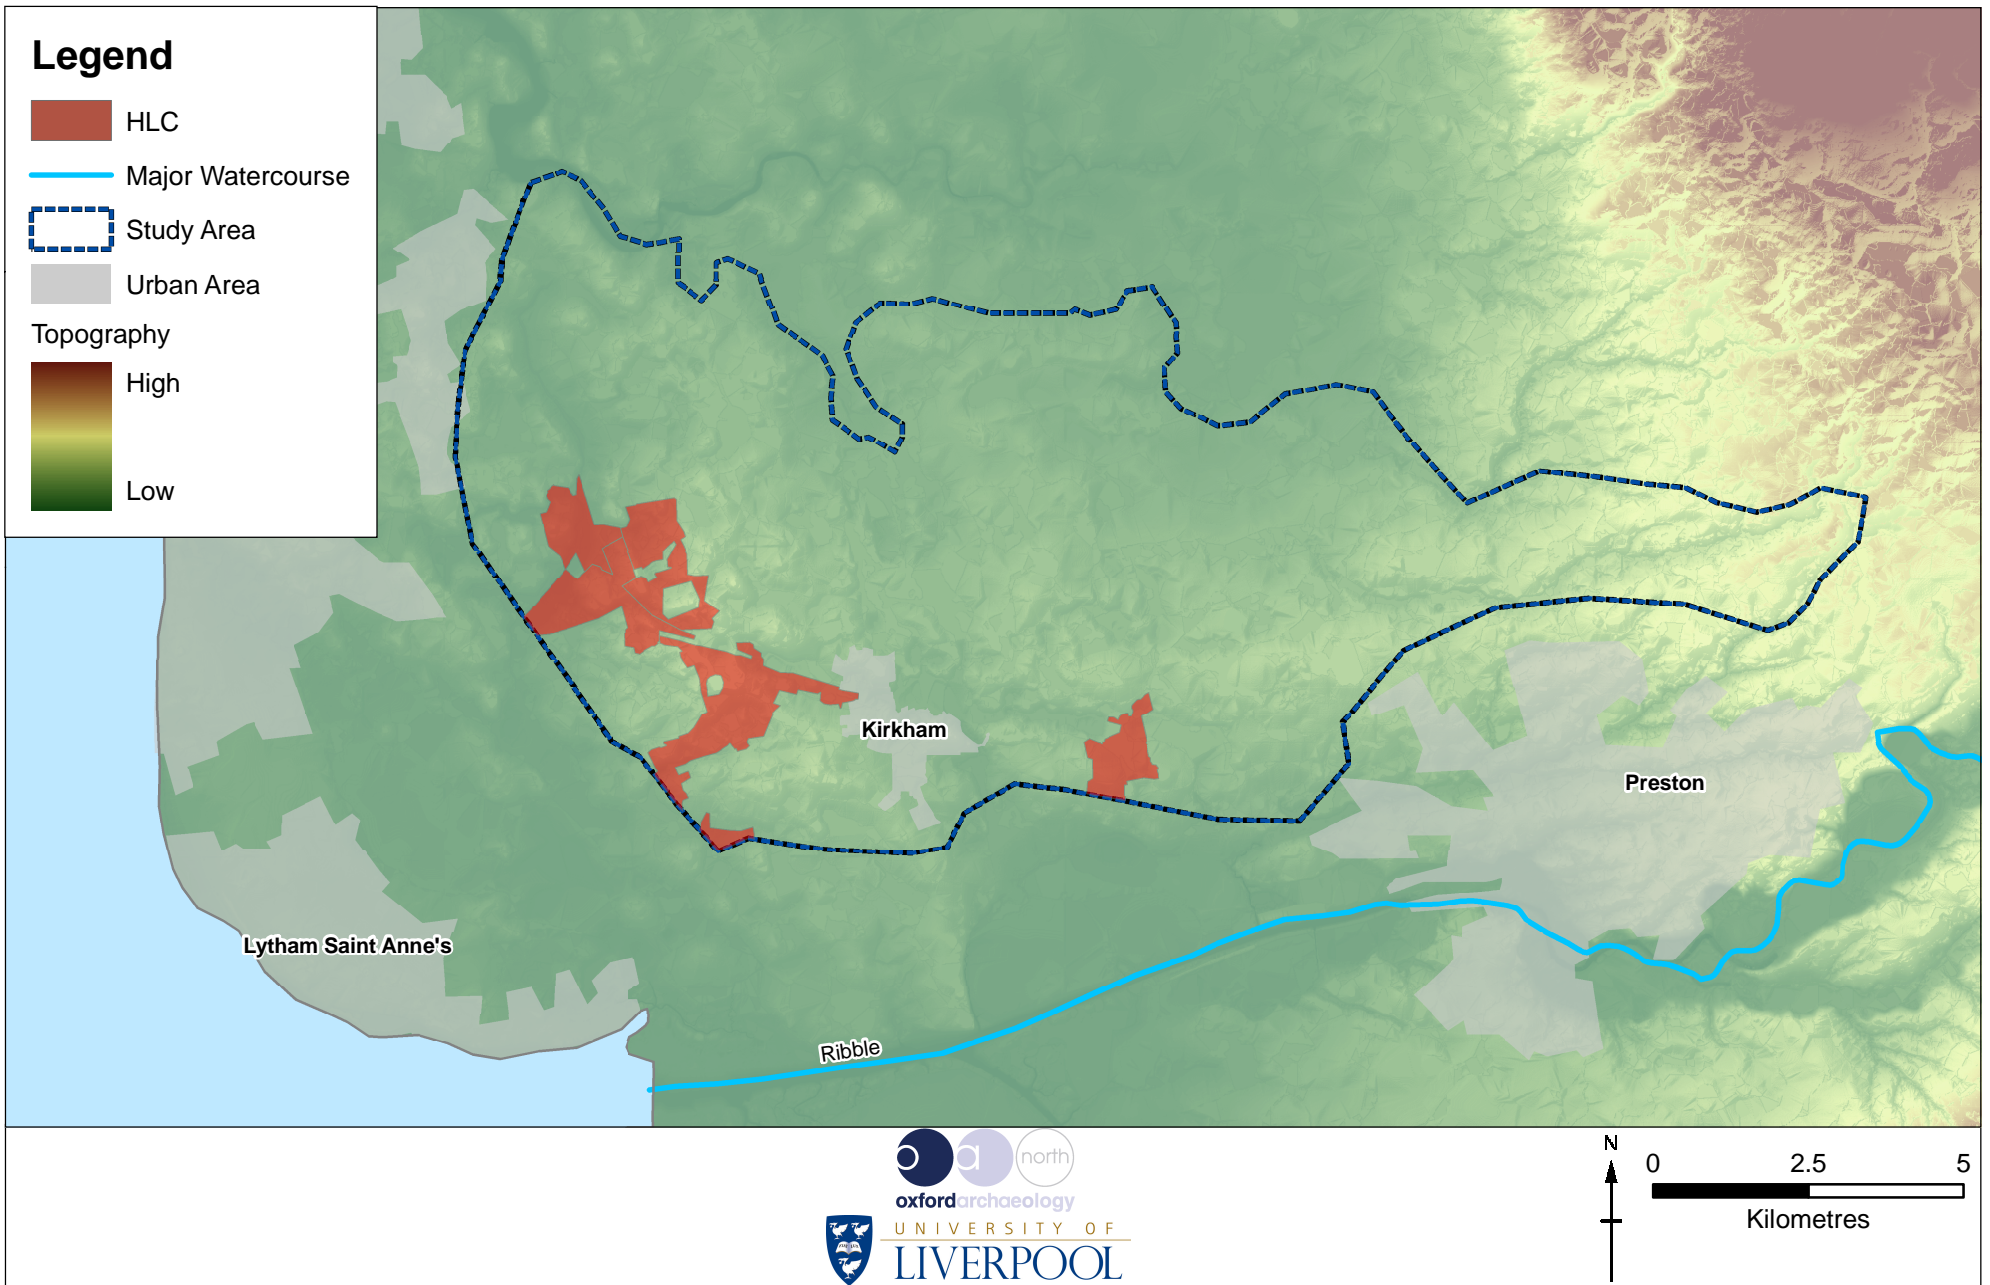 Legend
HLC
Major Watercourse
Study Area
Urban Area
Topography
High
Low
Kirkham
Preston
Lytham Saint Anne's
Ribble
oa north
oxfordarchaeology
UNIVERSITY OF
LIVERPOOL
N
0 2.5 5
Kilometres